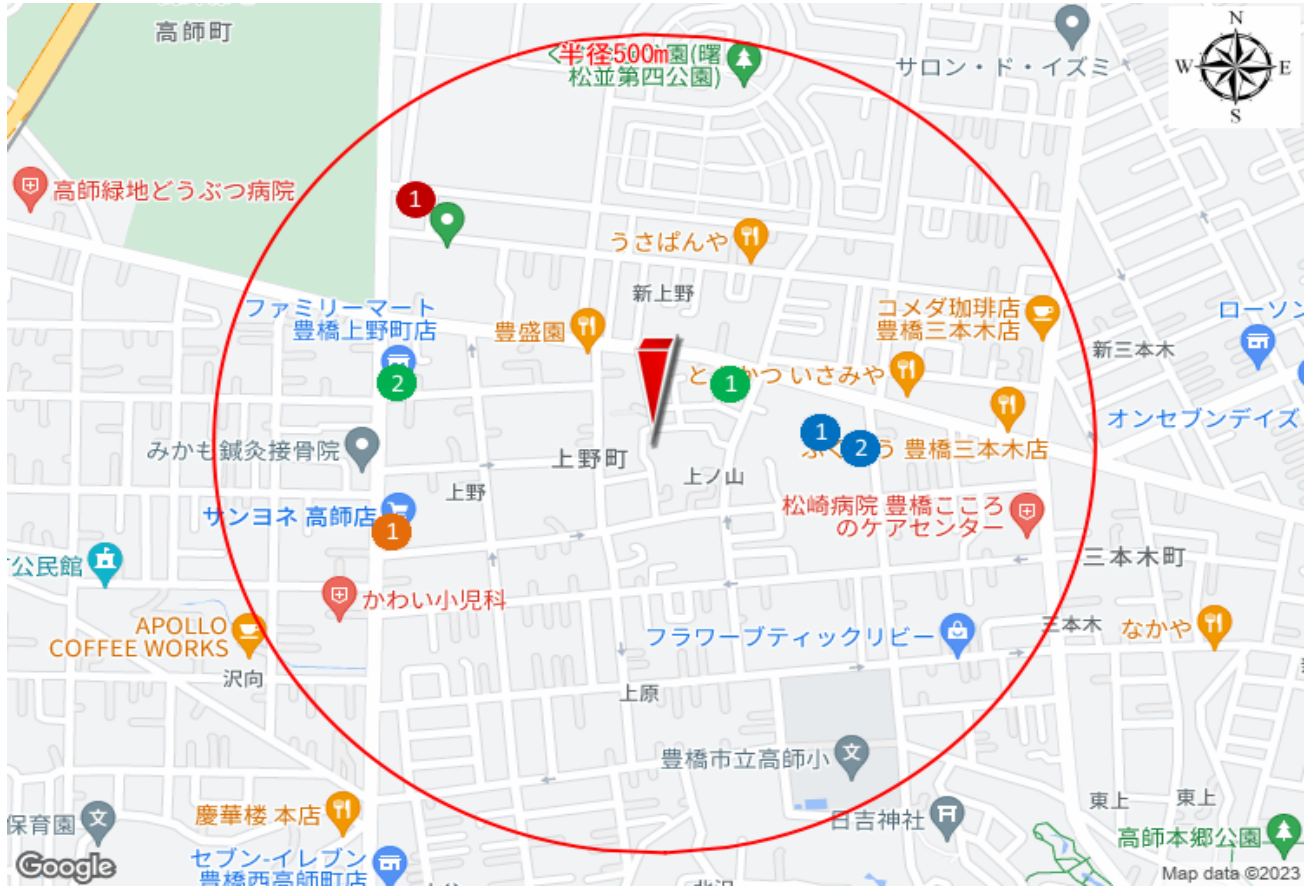 高師町
半径500m
園(曙
松並第四公園)
サロン・ド・イズミ
N
W
E
S
高師緑地どうぶつ病院
1
うさぱんや
新上野
ファミリーマート
豊橋上野町店
豊盛園
コメダ珈琲店
豊橋三本木店
ローソン
新三本木
2
1
かつ いさみや
オンセブンデイズ
みかも鍼灸接骨院
上野町
1
2
豊橋三本木店
上野
上ノ山
サンヨネ 高師店
1
松崎病院 豊橋こころ
のケアセンター
公民館
三本木町
かわい小児科
APOLLO
COFFEE WORKS
フラワーブティックリビー
三本木
なかや
沢向
上原
豊橋市立高師小
保育園
慶華楼 本店
日吉神社
東上
東上
高師本郷公園
セブン-イレブン
豊橋西高師町店
Google
Map data ©2023